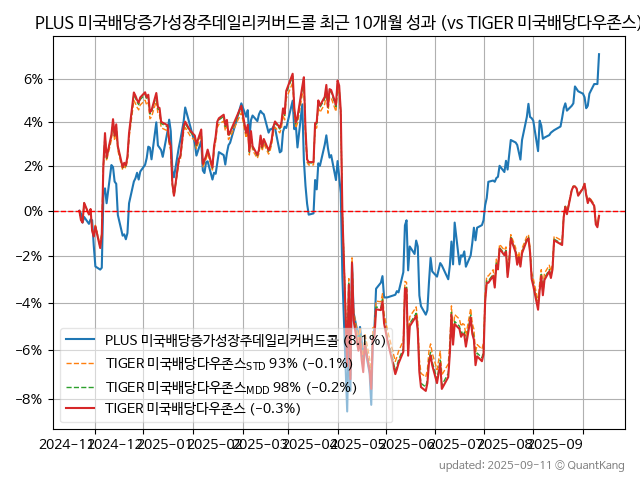 PLUS 미국배당증가성장주데일리커버드콜 최근 10개월 성과 (vs TIGER 미국배당다우존스)
6%
4%
2%
0%
−2%
−4%
−6%
−8%
PLUS 미국배당증가성장주데일리커버드콜 (8.1%)
TIGER 미국배당다우존스STD 93% (−0.1%)
TIGER 미국배당다우존스MDD 98% (−0.2%)
TIGER 미국배당다우존스 (−0.3%)
2024-11 2024-12 2025-01 2025-02 2025-03 2025-04 2025-05 2025-06 2025-07 2025-08 2025-09
updated: 2025-09-11 © QuantKang